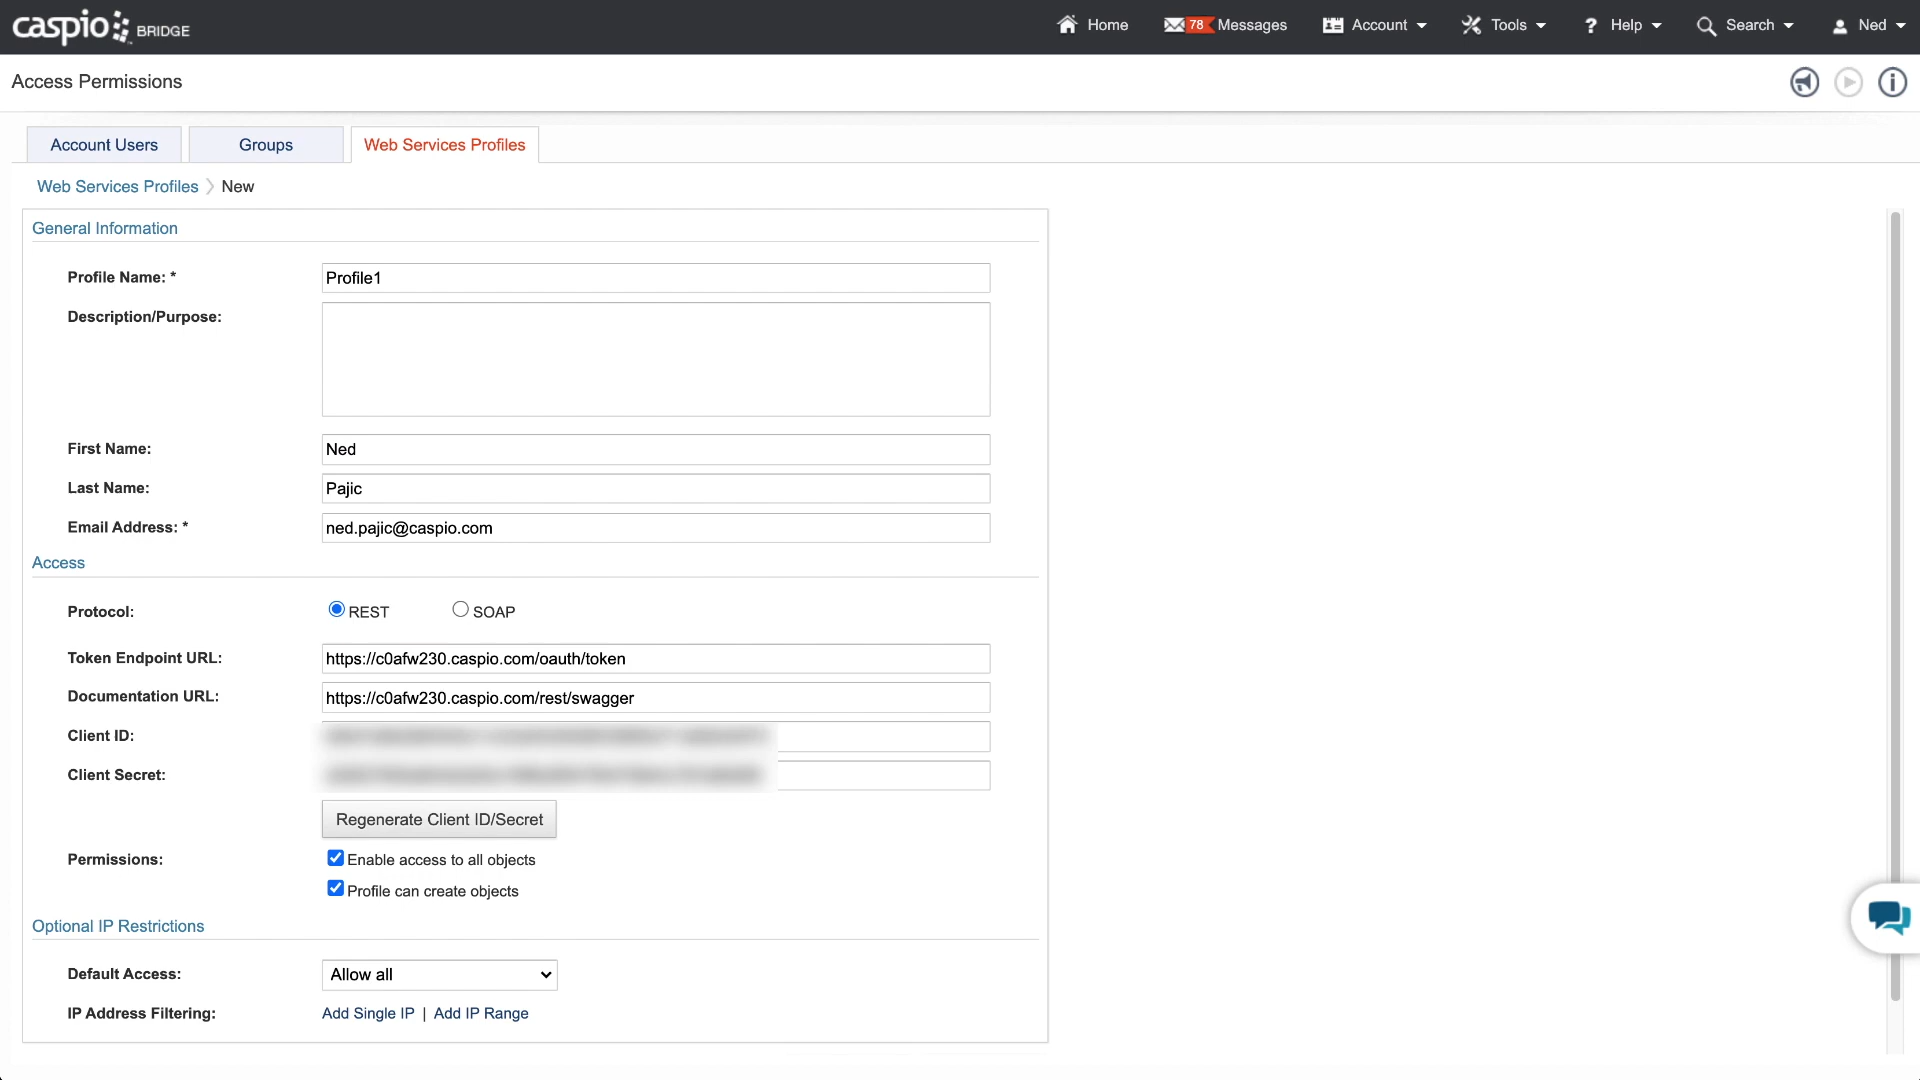 caspio BRIDGE
Home
78 Messages
Account
Tools
? Help
Search
Ned
Access Permissions
Account Users
Groups
Web Services Profiles
Web Services Profiles > New
General Information
Profile Name: * Profile1
Description/Purpose:
First Name: Ned
Last Name: Pajic
Email Address: * ned.pajic@caspio.com
Access
Protocol: REST SOAP
Token Endpoint URL: https://c0afw230.caspio.com/oauth/token
Documentation URL: https://c0afw230.caspio.com/rest/swagger
Client ID:
Client Secret:
Regenerate Client ID/Secret
Permissions: Enable access to all objects
Profile can create objects
Optional IP Restrictions
Default Access: Allow all
IP Address Filtering: Add Single IP | Add IP Range